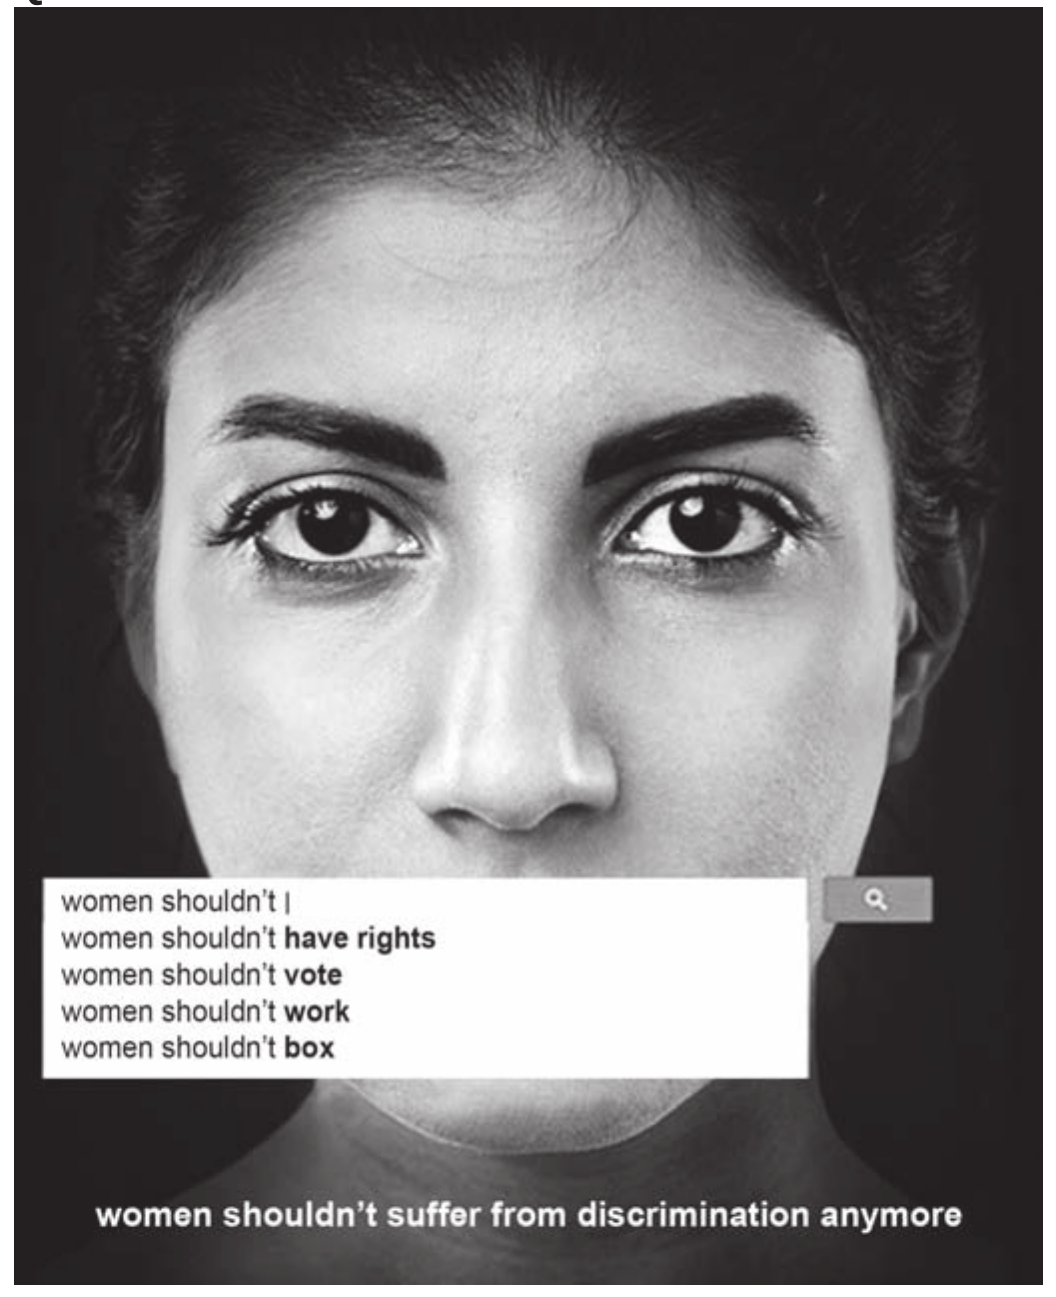 women shouldn't
women shouldn't have rights
women shouldn't vote
women shouldn't work
women shouldn't box
women shouldn't suffer from discrimination anymore